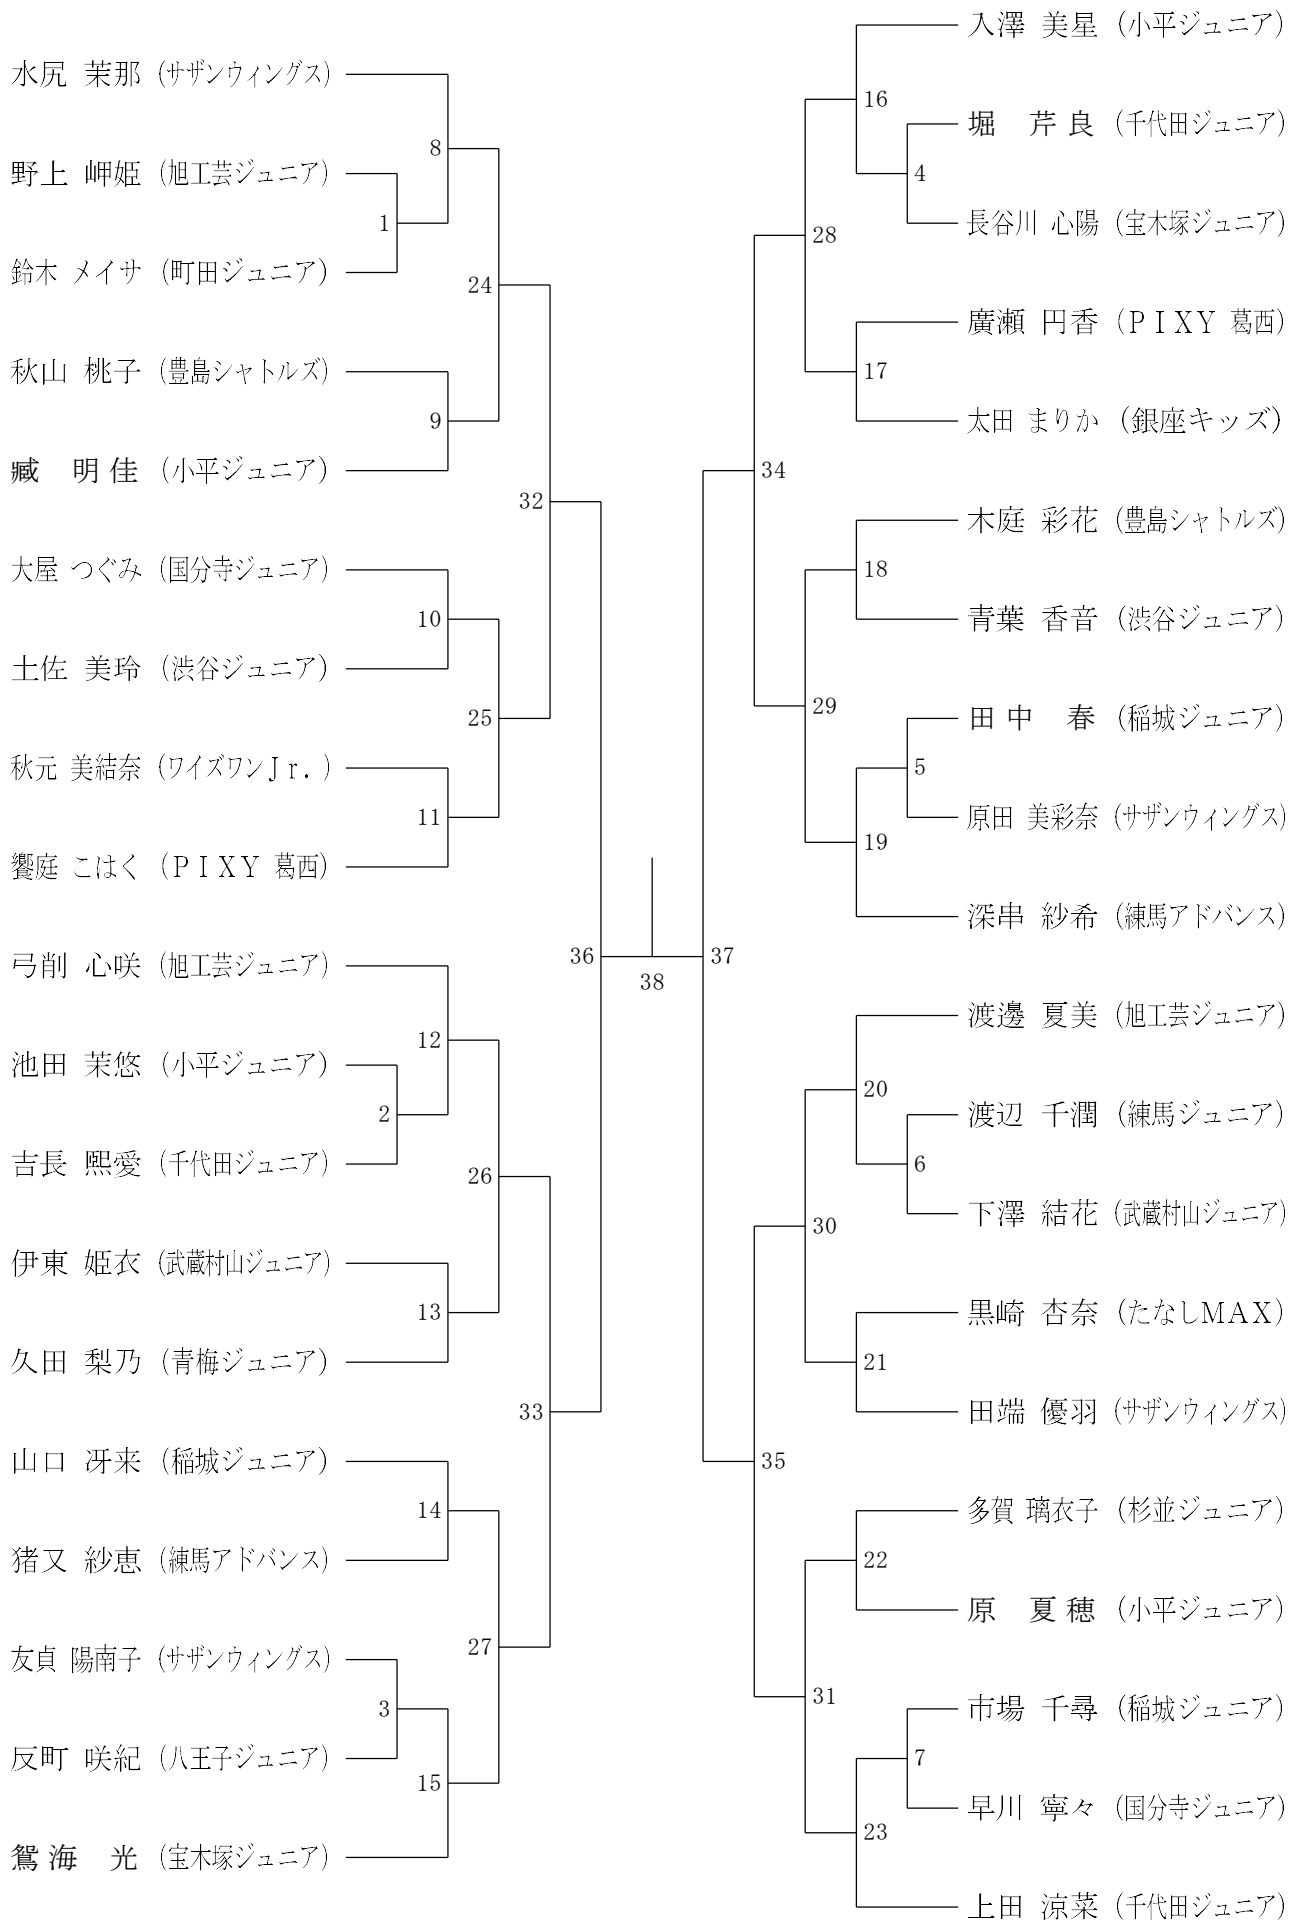 水尻 茉那 (サザンウィングス)
野上 岬姫 (旭工芸ジュニア)
鈴木 メイサ (町田ジュニア)
秋山 桃子 (豊島シャトルズ)
臧 明佳 (小平ジュニア)
大屋 つぐみ (国分寺ジュニア)
土佐 美玲 (渋谷ジュニア)
秋元 美結奈 (ワイズワンＪｒ．)
饗庭 こはく (ＰＩＸＹ 葛西)
弓削 心咲 (旭工芸ジュニア)
池田 茉悠 (小平ジュニア)
吉長 熙愛 (千代田ジュニア)
伊東 姫衣 (武蔵村山ジュニア)
久田 梨乃 (青梅ジュニア)
山口 冴来 (稲城ジュニア)
猪又 紗恵 (練馬アドバンス)
友貞 陽南子 (サザンウィングス)
反町 咲紀 (八王子ジュニア)
鴛海 光 (宝木塚ジュニア)
1
2
3
8
9
10
11
12
13
14
15
24
25
26
27
32
33
36
38
37
34
35
28
29
30
31
16
17
18
19
20
21
22
23
4
5
6
7
入澤 美星 (小平ジュニア)
堀 芹良 (千代田ジュニア)
長谷川 心陽 (宝木塚ジュニア)
廣瀬 円香 (ＰＩＸＹ 葛西)
太田 まりか (銀座キッズ)
木庭 彩花 (豊島シャトルズ)
青葉 香音 (渋谷ジュニア)
田中 春 (稲城ジュニア)
原田 美彩奈 (サザンウィングス)
深串 紗希 (練馬アドバンス)
渡邊 夏美 (旭工芸ジュニア)
渡辺 千潤 (練馬ジュニア)
下澤 結花 (武蔵村山ジュニア)
黒崎 杏奈 (たなしＭＡＸ)
田端 優羽 (サザンウィングス)
多賀 璃衣子 (杉並ジュニア)
原 夏穂 (小平ジュニア)
市場 千尋 (稲城ジュニア)
早川 寧々 (国分寺ジュニア)
上田 涼菜 (千代田ジュニア)